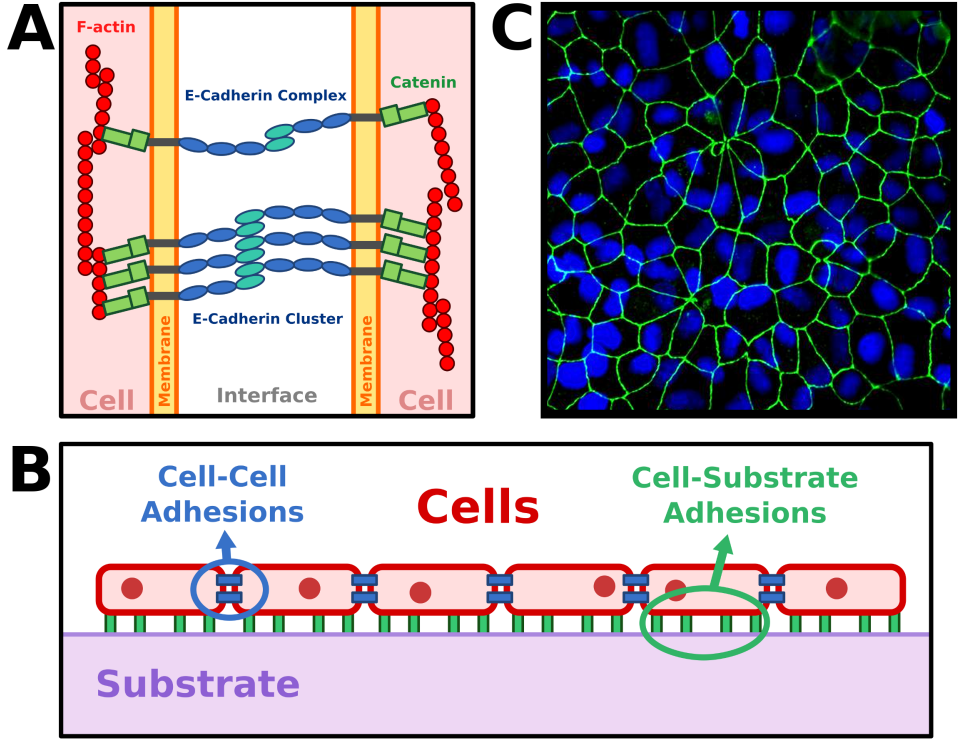 A
F-actin
E-Cadherin Complex
Catenin
E-Cadherin Cluster
Membrane
Membrane
Cell
Interface
Cell
C
B
Cell-Cell
Adhesions
Cells
Cell-Substrate
Adhesions
Substrate